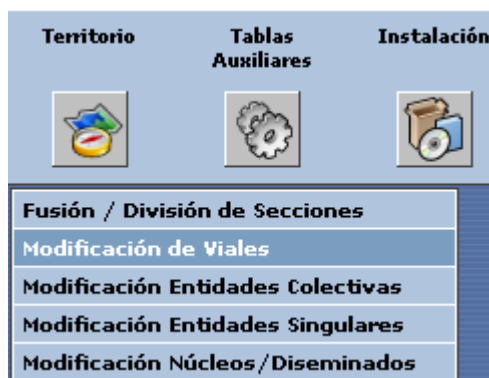 Territorio
Tablas
Auxiliares
Instalación
Fusión / División de Secciones
Modificación de Viales
Modificación Entidades Colectivas
Modificación Entidades Singulares
Modificación Núcleos/Diseminados